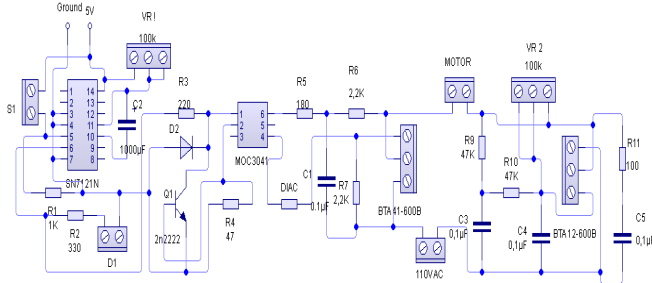 Ground 5V
VR I
100k
S1
1 14
2 13
3 12
4 11
5 10
6 9
7 8
SN7121N
C2
+
1000µF
R3
220
D2
Q1
2n2222
R1
1K
R2
330
D1
1 6
2 5
3 4
MOC3041
R4
47
DIAC
R5
180
R6
2,2K
C1
0.1µF
R7
2,2K
BTA41-600B
110VAC
MOTOR
VR 2
100k
R9
47K
R10
47K
C3
0,1µF
C4
0,1µF
BTA12-600B
R11
100
C5
0,1µF